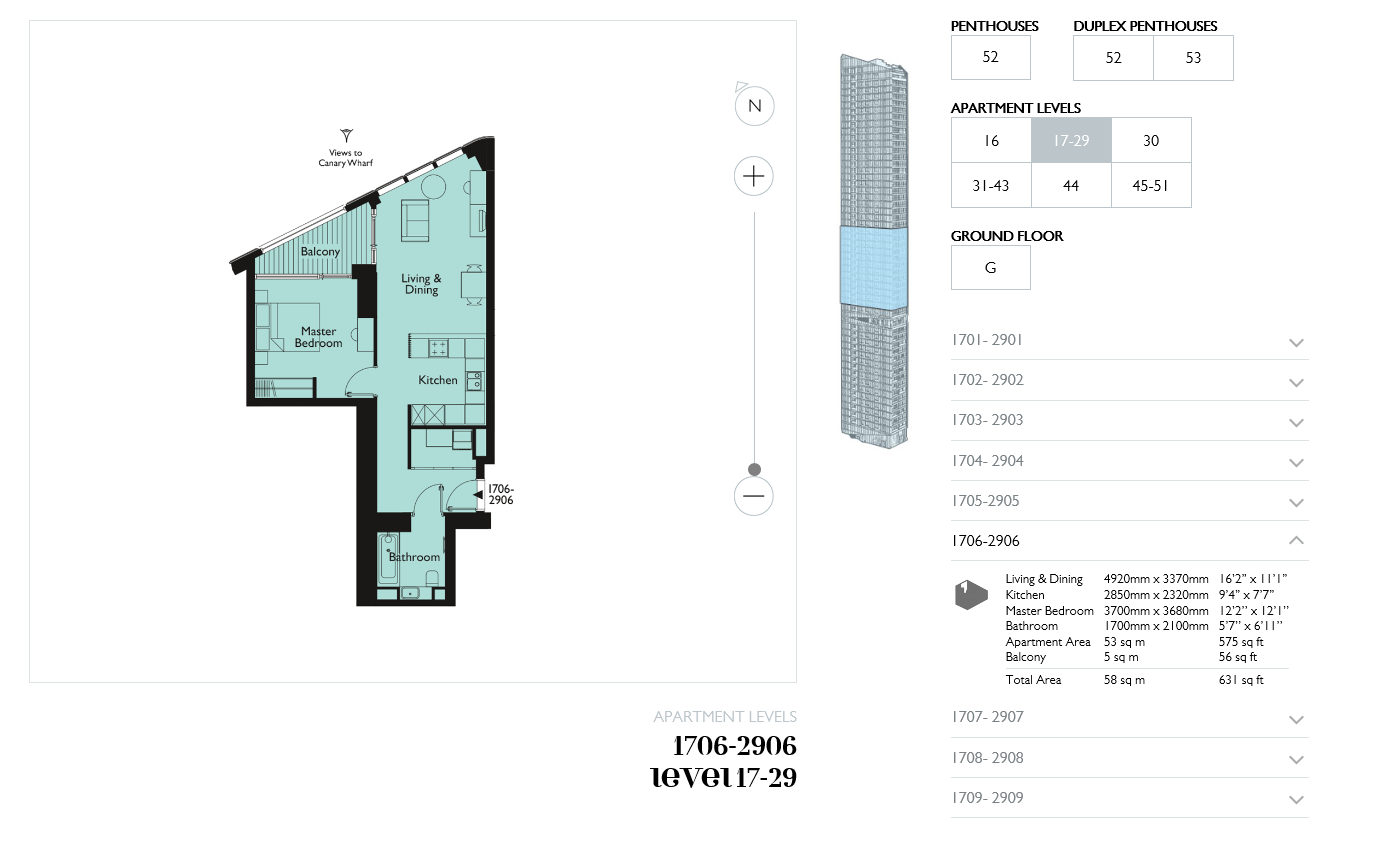 N
Views to
Canary Wharf
Balcony
Living &
Dining
Master
Bedroom
Kitchen
1706-
2906
Bathroom
APARTMENT LEVELS
1706-2906
level 17-29
PENTHOUSES
DUPLEX PENTHOUSES
52
52 53
APARTMENT LEVELS
16 17-29 30
31-43 44 45-51
GROUND FLOOR
G
1701- 2901
1702- 2902
1703- 2903
1704- 2904
1705-2905
1706-2906
Living & Dining 4920mm x 3370mm 16'2" x 11'1"
Kitchen 2850mm x 2320mm 9'4" x 7'7"
Master Bedroom 3700mm x 3680mm 12'2" x 12'1"
Bathroom 1700mm x 2100mm 5'7" x 6'11"
Apartment Area 53 sq m 575 sq ft
Balcony 5 sq m 56 sq ft
Total Area 58 sq m 631 sq ft
1707- 2907
1708- 2908
1709- 2909